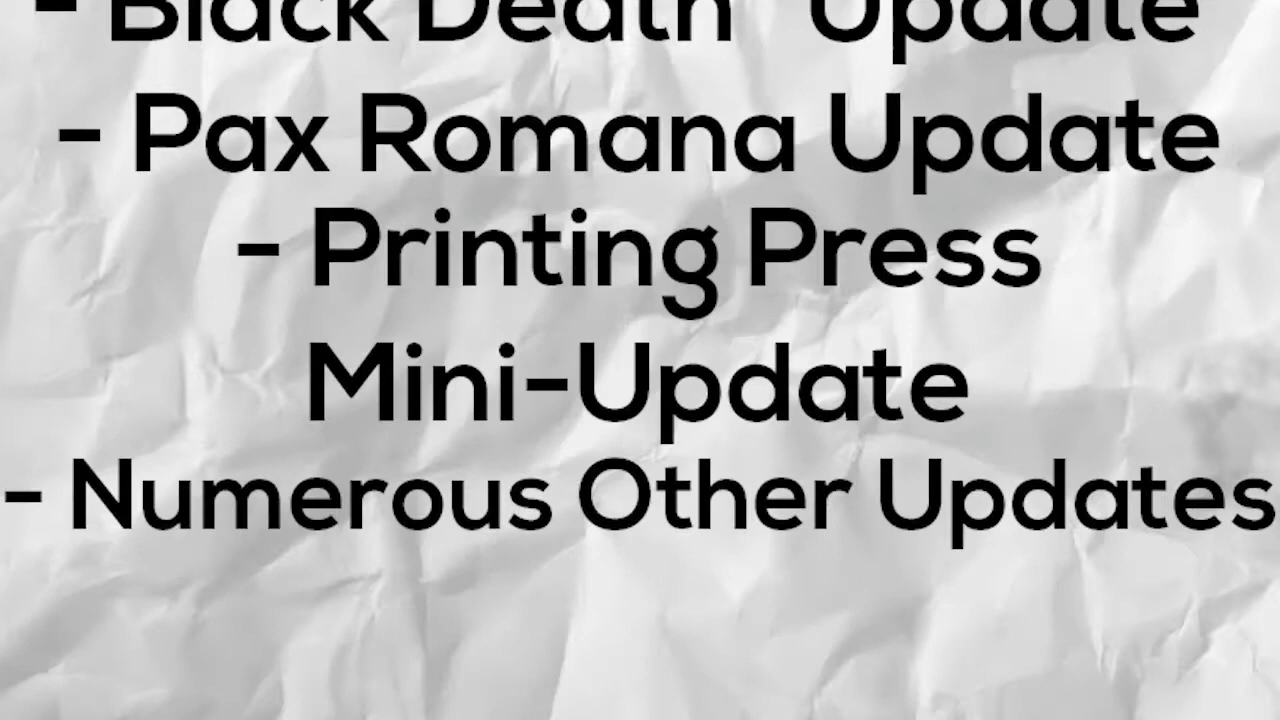 - Black Death" Update
- Pax Romana Update
- Printing Press
Mini-Update
- Numerous Other Updates